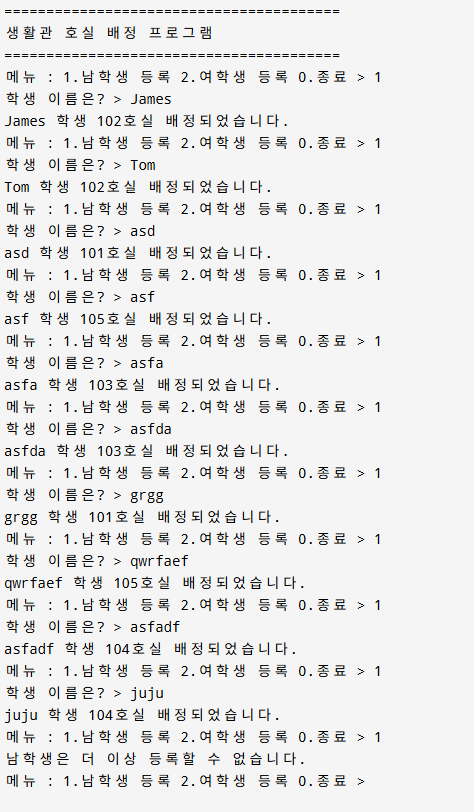 ========================================
생활관 호실 배정 프로그램
========================================
메뉴 : 1.남학생 등록 2.여학생 등록 0.종료 > 1
학생 이름은? > James
James 학생 102호실 배정되었습니다.
메뉴 : 1.남학생 등록 2.여학생 등록 0.종료 > 1
학생 이름은? > Tom
Tom 학생 102호실 배정되었습니다.
메뉴 : 1.남학생 등록 2.여학생 등록 0.종료 > 1
학생 이름은? > asd
asd 학생 101호실 배정되었습니다.
메뉴 : 1.남학생 등록 2.여학생 등록 0.종료 > 1
학생 이름은? > asf
asf 학생 105호실 배정되었습니다.
메뉴 : 1.남학생 등록 2.여학생 등록 0.종료 > 1
학생 이름은? > asfa
asfa 학생 103호실 배정되었습니다.
메뉴 : 1.남학생 등록 2.여학생 등록 0.종료 > 1
학생 이름은? > asfda
asfda 학생 103호실 배정되었습니다.
메뉴 : 1.남학생 등록 2.여학생 등록 0.종료 > 1
학생 이름은? > grgg
grgg 학생 101호실 배정되었습니다.
메뉴 : 1.남학생 등록 2.여학생 등록 0.종료 > 1
학생 이름은? > qwrfaef
qwrfaef 학생 105호실 배정되었습니다.
메뉴 : 1.남학생 등록 2.여학생 등록 0.종료 > 1
학생 이름은? > asfadf
asfadf 학생 104호실 배정되었습니다.
메뉴 : 1.남학생 등록 2.여학생 등록 0.종료 > 1
학생 이름은? > juju
juju 학생 104호실 배정되었습니다.
메뉴 : 1.남학생 등록 2.여학생 등록 0.종료 > 1
남학생은 더 이상 등록할 수 없습니다.
메뉴 : 1.남학생 등록 2.여학생 등록 0.종료 >